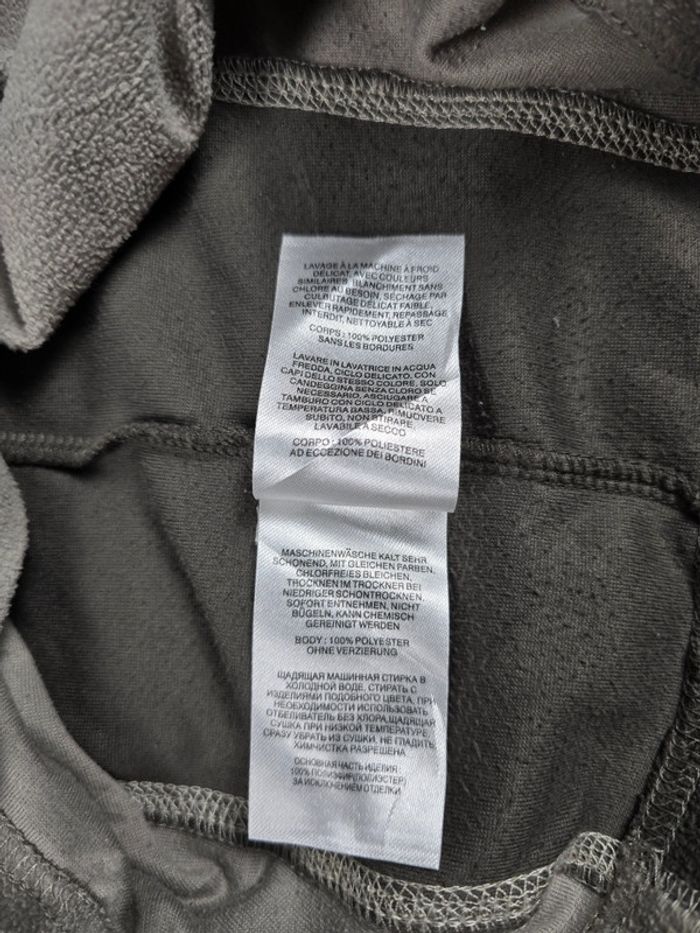 LAVAGE À LA MACHINE À FROID
DÉLICAT, AVEC COULEURS
SIMILAIRES, BLANCHIMENT SANS
CHLORE AU BESOIN, SÉCHAGE PAR
CULBUTAGE DÉLICAT FAIBLE,
ENLEVER RAPIDEMENT, REPASSAGE
INTERDIT, NETTOYABLE À SEC
CORPS : 100% POLYESTER
SANS LES BORDURES
LAVARE IN LAVATRICE IN ACQUA
FREDDA, CICLO DELICATO, CON
CAPI DELLO STESSO COLORE, SOLO
CANDEGGINA SENZA CLORO SE
NECESSARIO, ASCIUGARE A
TAMBURO CON CICLO DELICATO A
TEMPERATURA BASSA, RIMUOVERE
SUBITO, NON STIRARE
LAVABILE A SECCO
CORPO : 100% POLIESTERE
AD ECCEZIONE DEI BORDINI
MASCHINENWÄSCHE KALT SEHR
SCHONEND, MIT GLEICHEN FARBEN,
CHLORFREIES BLEICHEN,
TROCKNEN IM TROCKNER BEI
NIEDRIGER SCHONTROCKNEN,
SOFORT ENTNEHMEN, NICHT
BÜGELN, KANN CHEMISCH
GEREINIGT WERDEN
BODY : 100% POLYESTER
OHNE VERZIERUNG
ЩАДЯЩАЯ МАШИННАЯ СТИРКА В
ХОЛОДНОЙ ВОДЕ, СТИРАТЬ С
ИЗДЕЛИЯМИ ПОДОБНОГО ЦВЕТА, ПРИ
НЕОБХОДИМОСТИ ИСПОЛЬЗОВАТЬ
ОТБЕЛИВАТЕЛЬ БЕЗ ХЛОРА, ЩАДЯЩАЯ
СУШКА ПРИ НИЗКОЙ ТЕМПЕРАТУРЕ,
СРАЗУ УБРАТЬ ИЗ СУШКИ, НЕ ГЛАДИТЬ
ХИМЧИСТКА РАЗРЕШЕНА
ОСНОВНАЯ ЧАСТЬ ИДЕЛИЯ :
100% ПОЛИЭФИР(ПОЛИЭСТЕР)
ЗА ИСКЛЮЧЕНИЕМ ОТДЕЛКИ